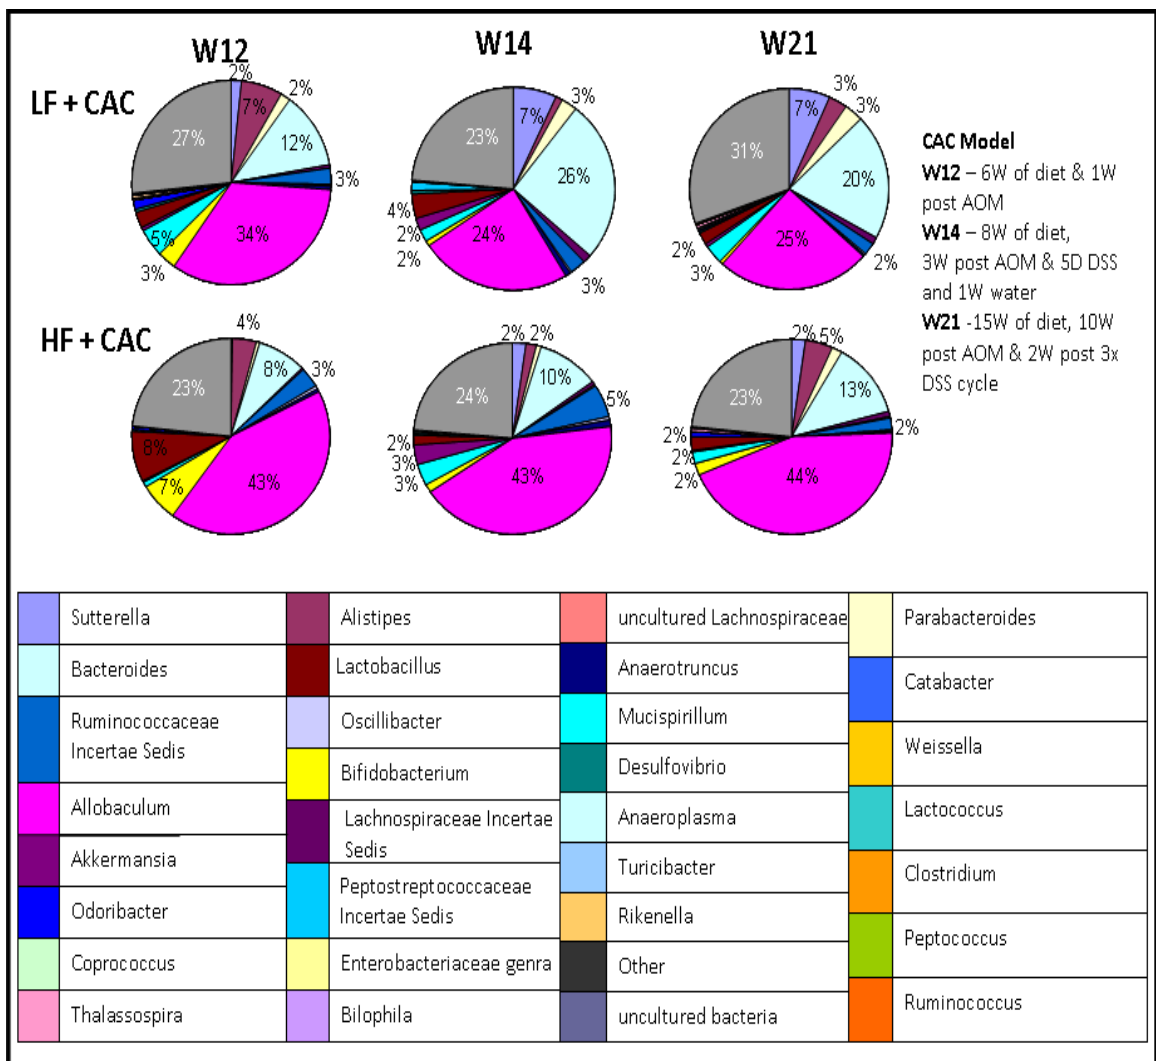 W12
W14
W21
LF + CAC
2%
7%
2%
12%
3%
34%
3%
5%
27%
7%
3%
26%
3%
24%
2%
2%
4%
23%
7%
3%
3%
20%
2%
25%
3%
2%
31%
CAC Model
W12 – 6W of diet & 1W
post AOM
W14 – 8W of diet,
3W post AOM & 5D DSS
and 1W water
W21 -15W of diet, 10W
post AOM & 2W post 3x
DSS cycle
HF + CAC
4%
8%
3%
43%
7%
8%
23%
2%
2%
10%
5%
43%
3%
3%
2%
24%
2%
5%
13%
2%
44%
2%
2%
2%
23%
Sutterella
Bacteroides
Ruminococcaceae
Incertae Sedis
Allobaculum
Akkermansia
Odoribacter
Coprococcus
Thalassospira
Alistipes
Lactobacillus
Oscillibacter
Bifidobacterium
Lachnospiraceae Incertae
Sedis
Peptostreptococcaceae
Incertae Sedis
Enterobacteriaceae genra
Bilophila
uncultured Lachnospiraceae
Anaerotruncus
Mucispirillum
Desulfovibrio
Anaeroplasma
Turicibacter
Rikenella
Other
uncultured bacteria
Parabacteroides
Catabacter
Weissella
Lactococcus
Clostridium
Peptococcus
Ruminococcus